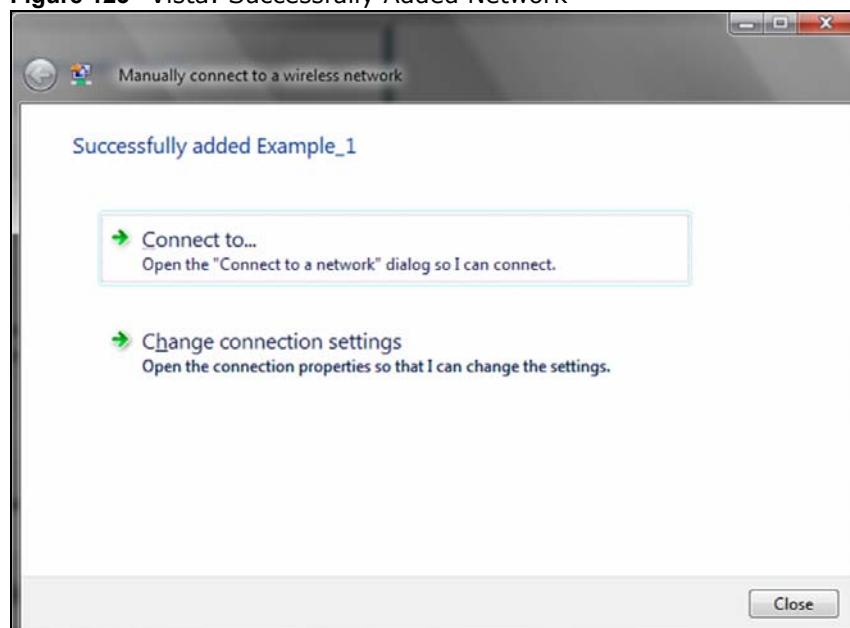 Manually connect to a wireless network
Successfully added Example_1
Connect to...
Open the "Connect to a network" dialog so I can connect.
Change connection settings
Open the connection properties so that I can change the settings.
Close